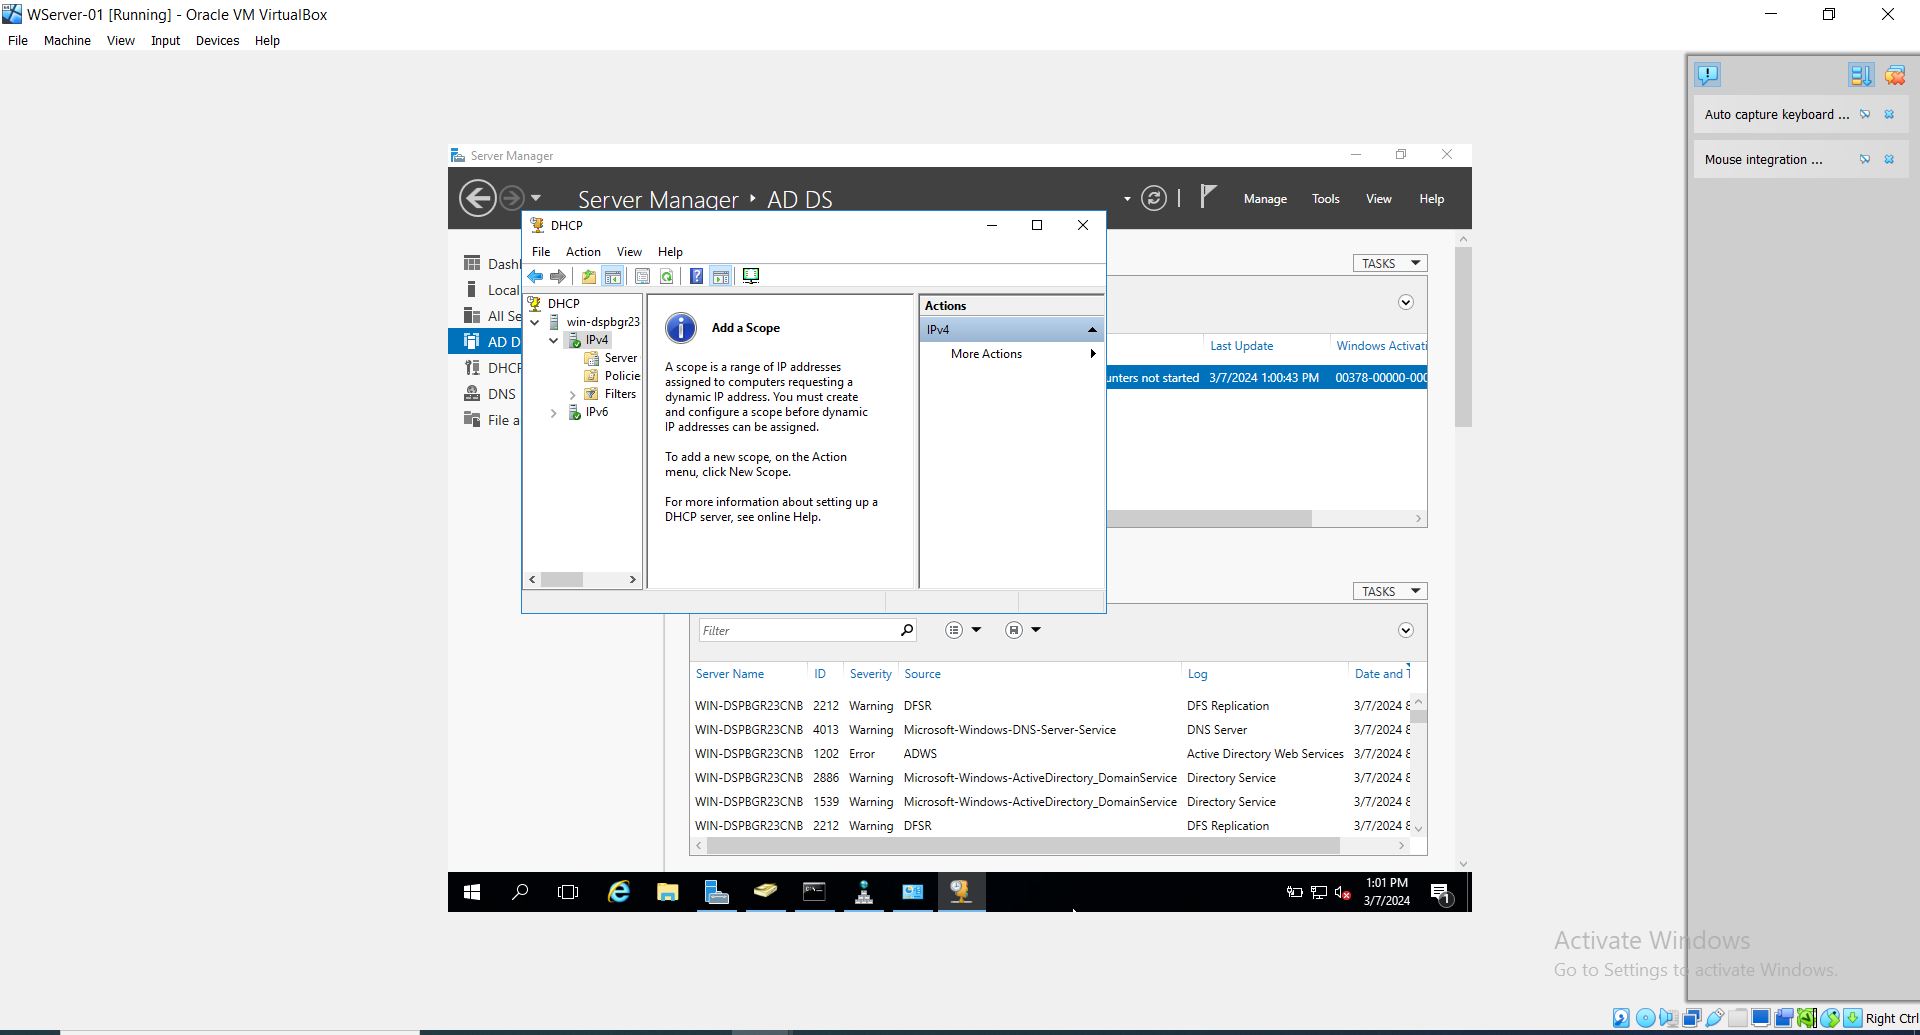 WServer-01 [Running] - Oracle VM VirtualBox
File Machine View Input Devices Help
Auto capture keyboard ...
Mouse integration ...
Server Manager
Server Manager AD DS
Manage Tools View Help
DHCP
File Action View Help
DHCP
win-dspbgr23
IPv4
Server
Policie
Filters
IPv6
Add a Scope
A scope is a range of IP addresses
assigned to computers requesting a
dynamic IP address. You must create
and configure a scope before dynamic
IP addresses can be assigned.
To add a new scope, on the Action
menu, click New Scope.
For more information about setting up a
DHCP server, see online Help.
Actions
IPv4
More Actions
Dashl
Local
All Se
AD D
DHCP
DNS
File a
TASKS
Last Update Windows Activati
unters not started 3/7/2024 1:00:43 PM 00378-00000-000
TASKS
Filter
Server Name ID Severity Source Log Date and T
WIN-DSPBGR23CNB 2212 Warning DFSR DFS Replication 3/7/2024 8
WIN-DSPBGR23CNB 4013 Warning Microsoft-Windows-DNS-Server-Service DNS Server 3/7/2024 8
WIN-DSPBGR23CNB 1202 Error ADWS Active Directory Web Services 3/7/2024 8
WIN-DSPBGR23CNB 2886 Warning Microsoft-Windows-ActiveDirectory_DomainService Directory Service 3/7/2024 8
WIN-DSPBGR23CNB 1539 Warning Microsoft-Windows-ActiveDirectory_DomainService Directory Service 3/7/2024 8
WIN-DSPBGR23CNB 2212 Warning DFSR DFS Replication 3/7/2024 8
1:01 PM
3/7/2024
1
Activate Windows
Go to Settings to activate Windows.
Right Ctrl